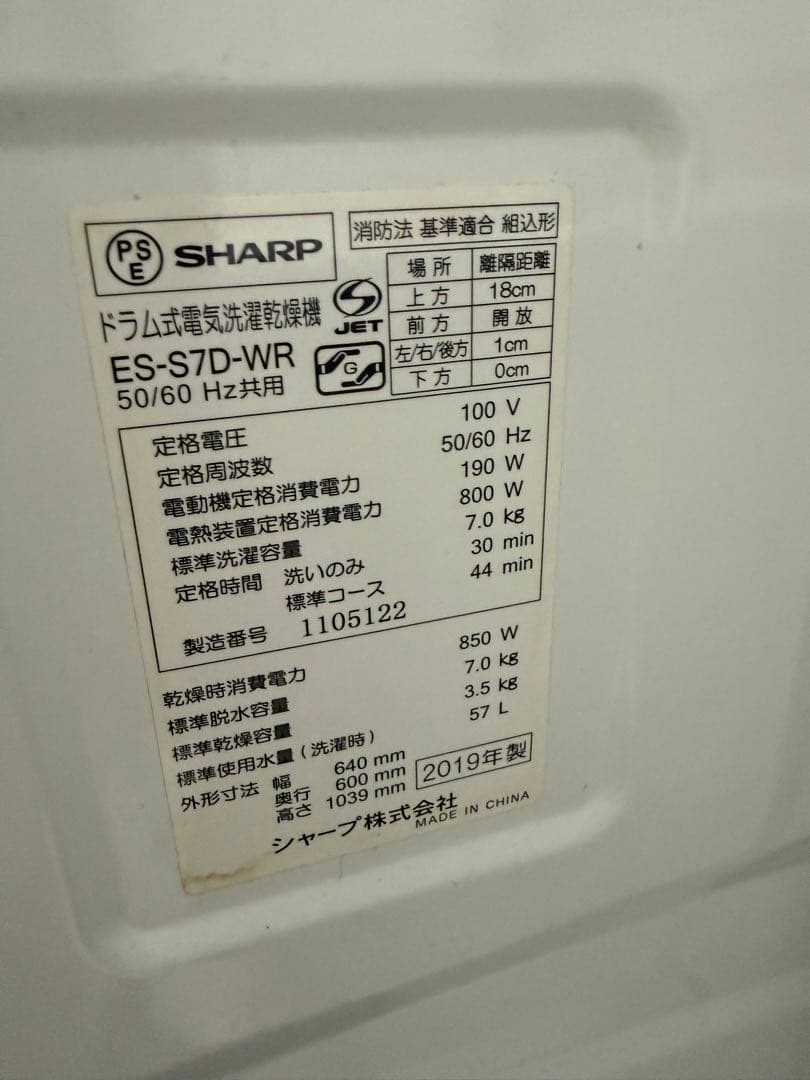 PS E SHARP
消防法 基準適合 組込形
場所 離隔距離
上方 18cm
前方 開放
左/右/後方 1cm
下方 0cm
ドラム式電気洗濯乾燥機
S JET
ES-S7D-WR
G
50/60 Hz共用
定格電圧 100 V
定格周波数 50/60 Hz
電動機定格消費電力 190 W
電熱装置定格消費電力 800 W
標準洗濯容量 7.0 kg
定格時間 洗いのみ 30 min
標準コース 44 min
製造番号 1105122
乾燥時消費電力 850 W
標準脱水容量 7.0 kg
標準乾燥容量 3.5 kg
標準使用水量(洗濯時) 57 L
外形寸法 幅 640 mm
奥行 600 mm
高さ 1039 mm
2019年製
シャープ株式会社
MADE IN CHINA